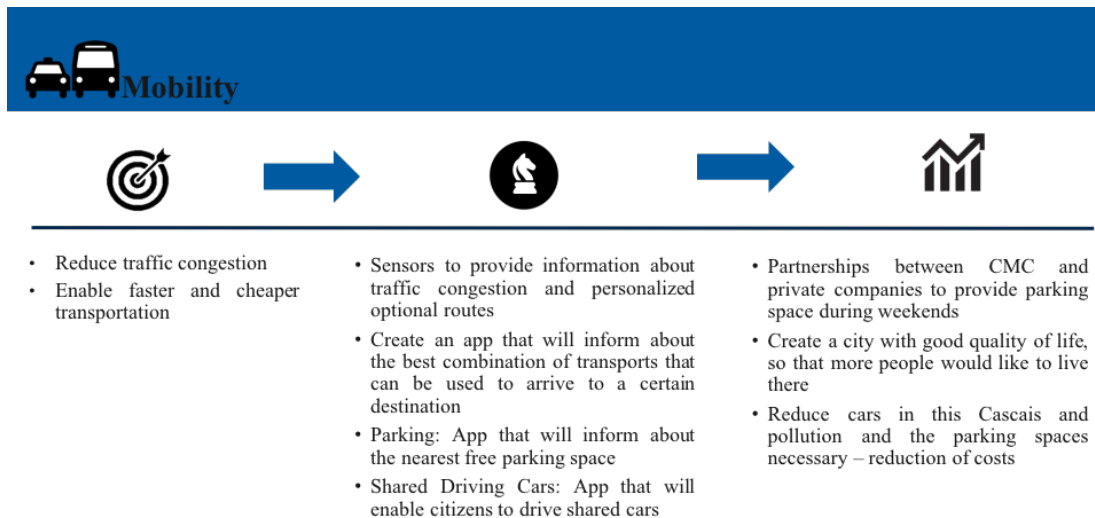 Mobility
• Reduce traffic congestion
• Enable faster and cheaper
transportation
• Sensors to provide information about
traffic congestion and personalized
optional routes
• Create an app that will inform about
the best combination of transports that
can be used to arrive to a certain
destination
• Parking: App that will inform about
the nearest free parking space
• Shared Driving Cars: App that will
enable citizens to drive shared cars
• Partnerships between CMC and
private companies to provide parking
space during weekends
• Create a city with good quality of life,
so that more people would like to live
there
• Reduce cars in this Cascais and
pollution and the parking spaces
necessary – reduction of costs